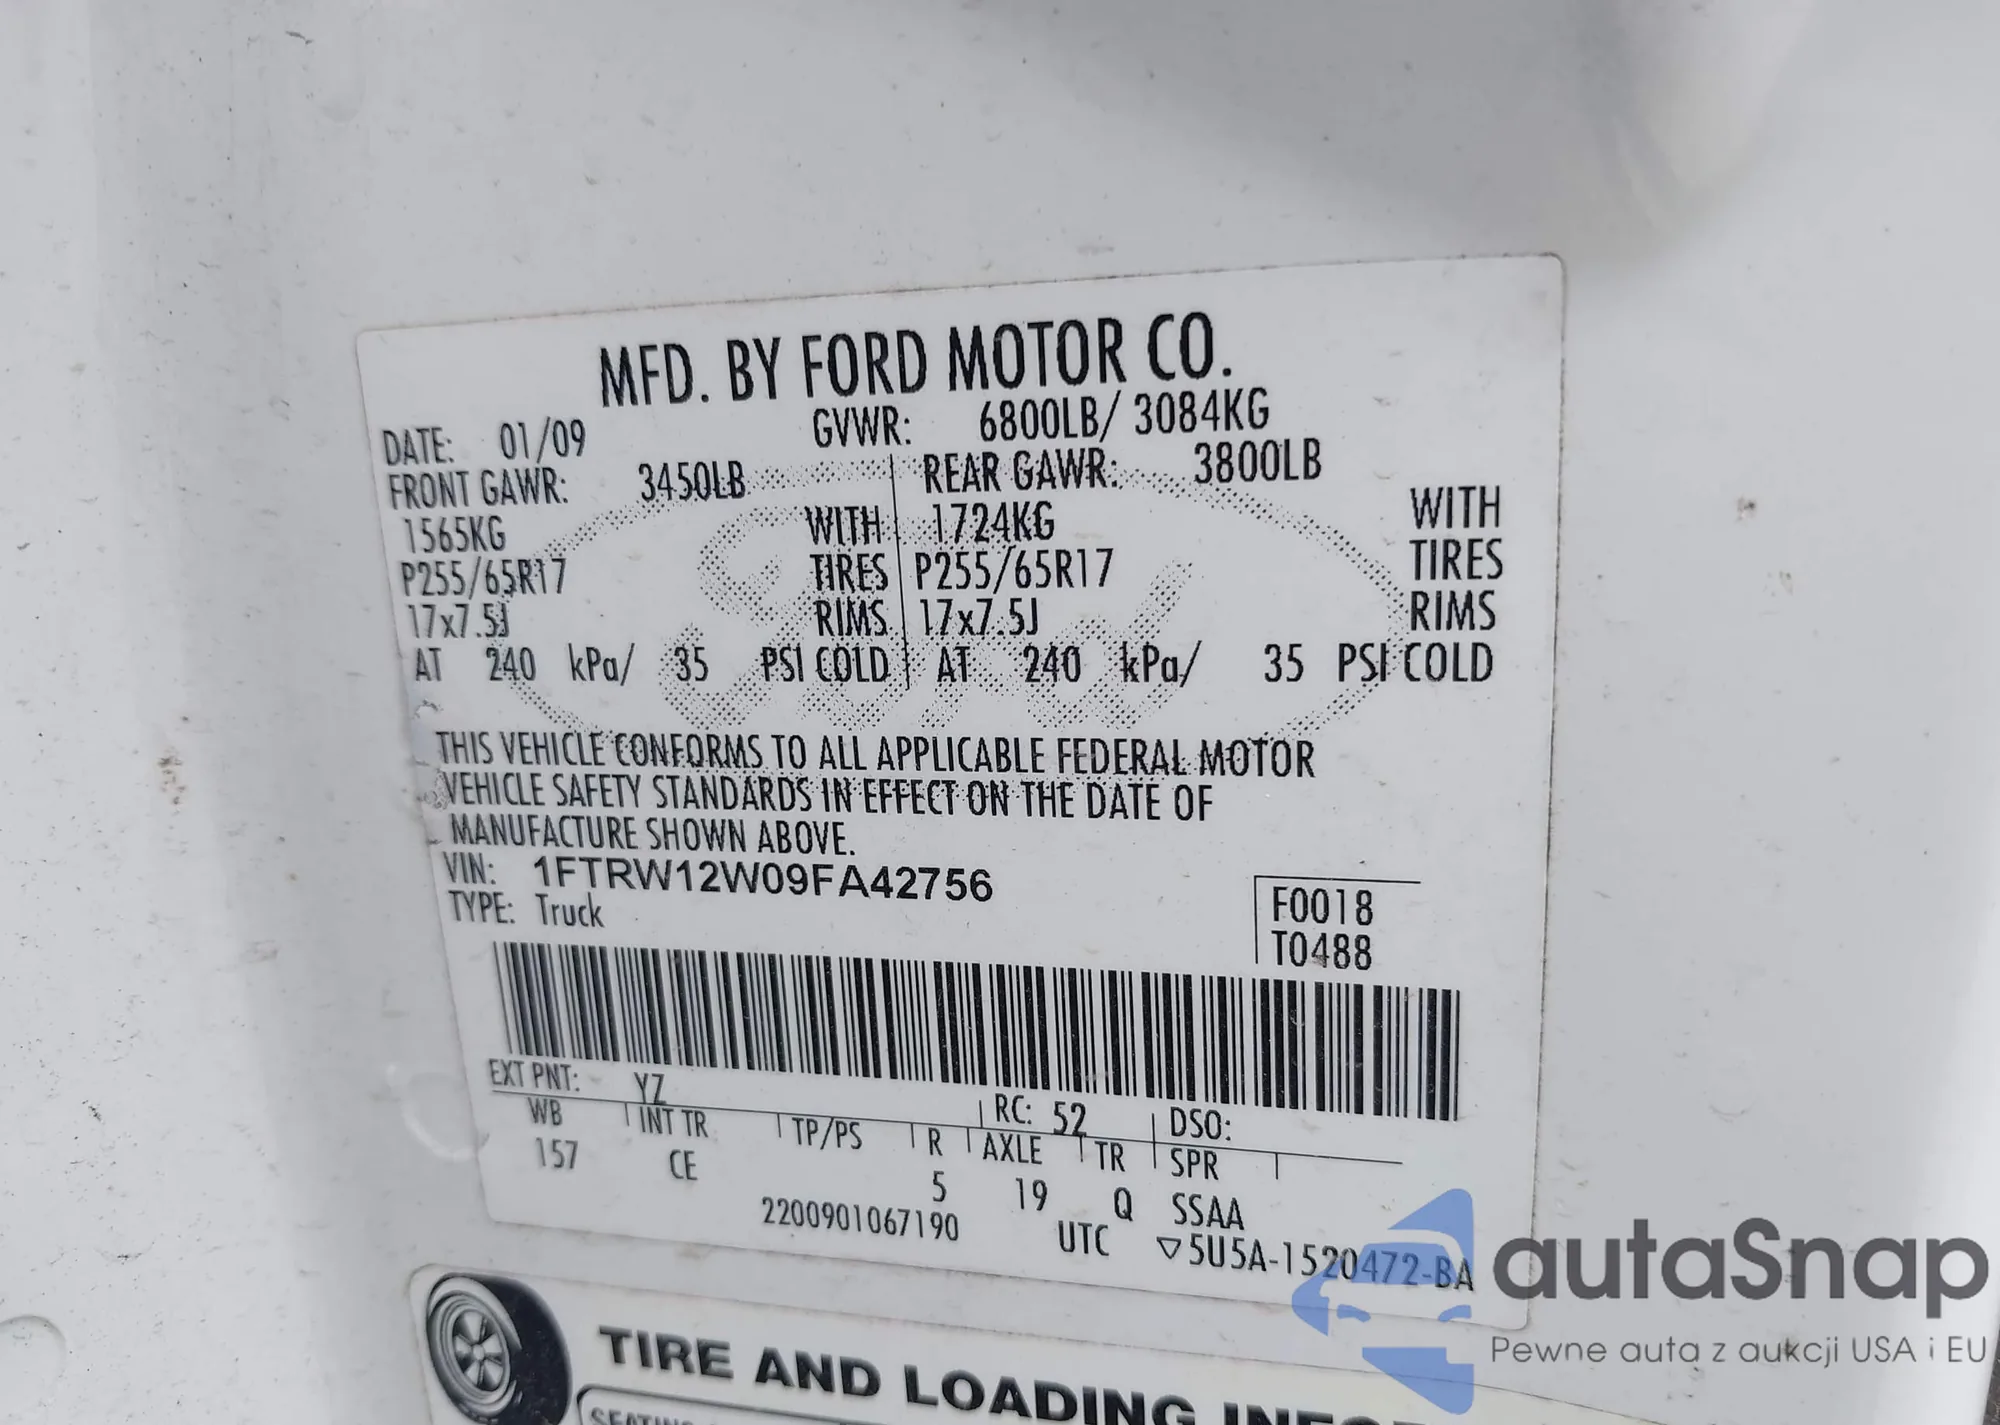 MFD. BY FORD MOTOR CO.
DATE: 01/09 GVWR: 6800LB/ 3084KG
FRONT GAWR: 3450LB REAR GAWR: 3800LB
1565KG WITH 1724KG WITH
P255/65R17 TIRES P255/65R17 TIRES
17x7.5J RIMS 17x7.5J RIMS
AT 240 kPa/ 35 PSI COLD AT 240 kPa/ 35 PSI COLD
THIS VEHICLE CONFORMS TO ALL APPLICABLE FEDERAL MOTOR
VEHICLE SAFETY STANDARDS IN EFFECT ON THE DATE OF
MANUFACTURE SHOWN ABOVE.
VIN: 1FTRW12W09FA42756
TYPE: Truck
F0018
T0488
EXT PNT: YZ RC: 52 DSO:
WB INT TR TP/PS R AXLE TR SPR
157 CE 5 19 Q SSAA
2200901067190 UTC ▽5U5A-1520472-BA
TIRE AND LOADING
autaSnap
Pewne auta z aukcji USA i EU